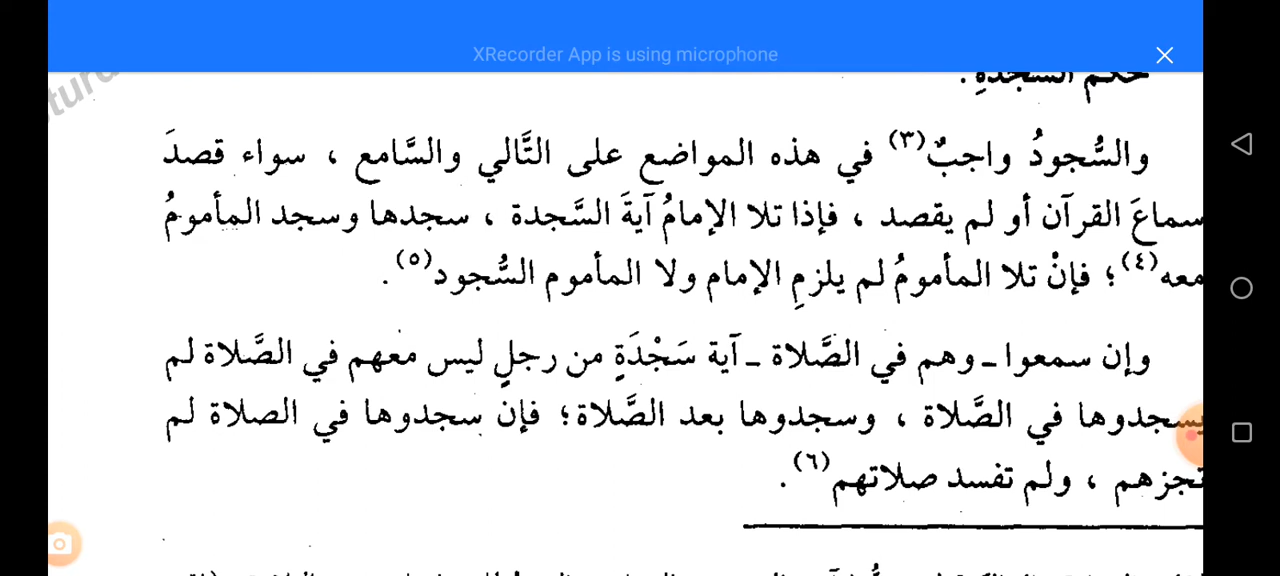 XRecorder App is using microphone
حكم السَّجدةِ.
والسُّجودُ واجبٌ(٣) في هذه المواضع على التَّالي والسَّامع ، سواء قصدَ
سماعَ القرآن أو لم يقصد ، فإذا تلا الإمامُ آيةَ السَّجدة ، سجدها وسجد المأمومُ
معه(٤)؛ فإنْ تلا المأمومُ لم يلزمِ الإمام ولا المأموم السُّجود(٥).
وإن سمعوا ـ وهم في الصَّلاة ـ آية سَجْدَةٍ من رجلٍ ليس معهم في الصَّلاة لم
يسجدوها في الصَّلاة ، وسجدوها بعد الصَّلاة؛ فإن سجدوها في الصلاة لم
تجزهم ، ولم تفسد صلاتهم(٦).